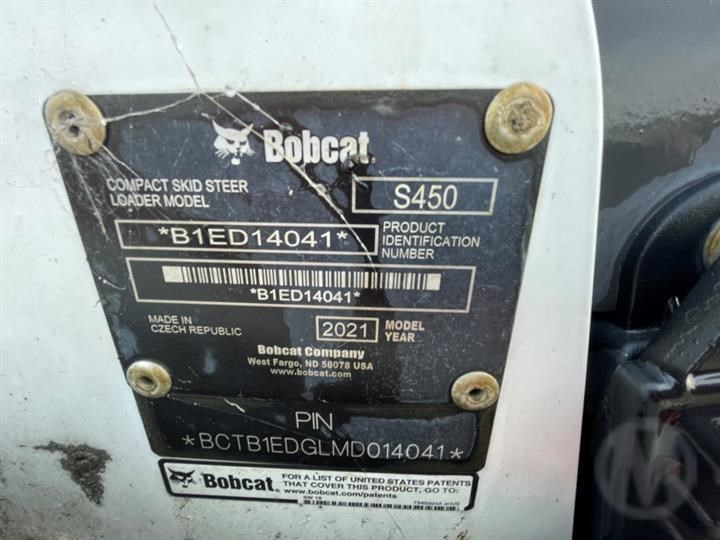 Bobcat
COMPACT SKID STEER
LOADER MODEL
S450
*B1ED14041*
PRODUCT
IDENTIFICATION
NUMBER
*B1ED14041*
MADE IN
CZECH REPUBLIC
2021
MODEL
YEAR
Bobcat Company
West Fargo, ND 58078 USA
www.bobcat.com
PIN
*BCTB1EDGLMD014041*
Bobcat.
FOR A LIST OF UNITED STATES PATENTS
THAT COVER THIS PRODUCT, GO TO:
www.bobcat.com/patents
M